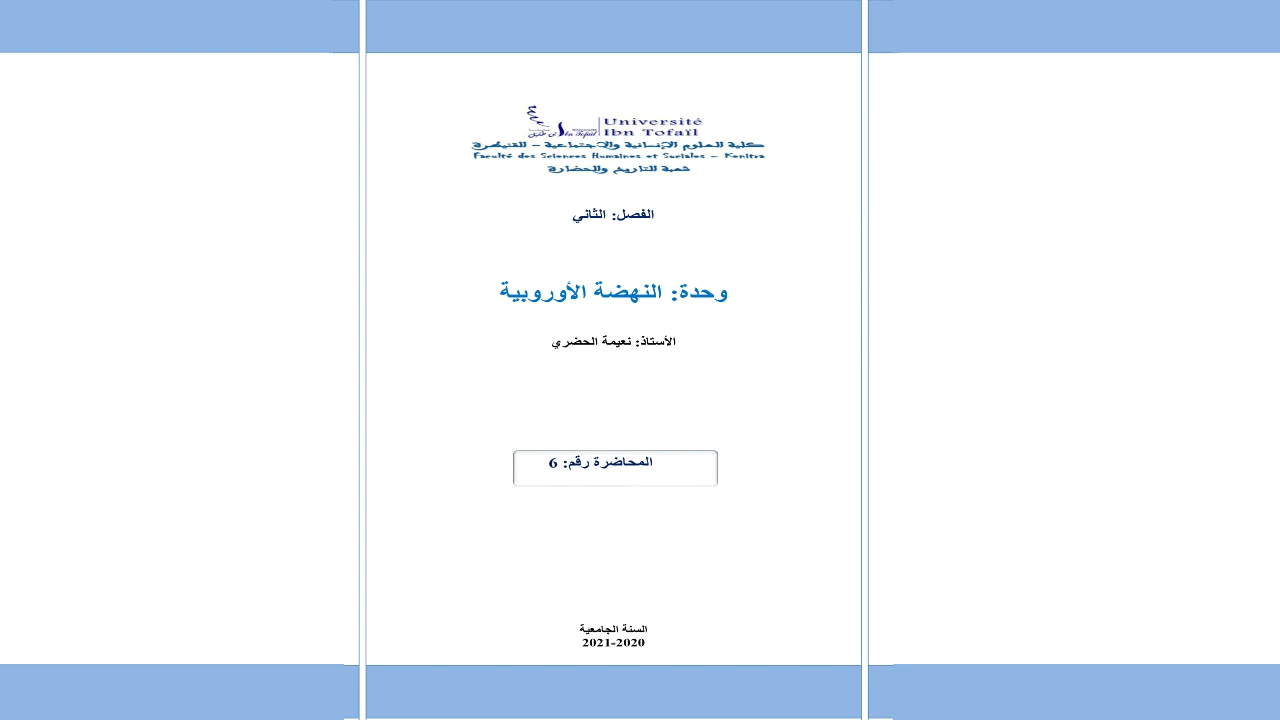 Université
Ibn Tofaïl
كلية العلوم الإنسانية والاجتماعية – القنيطرة
Faculté des Sciences Humaines et Sociales – Kenitra
شعبة التاريخ والحضارة
الفصل: الثاني
وحدة: النهضة الأوروبية
الأستاذ: نعيمة الحضري
المحاضرة رقم: 6
السنة الجامعية
2021-2020